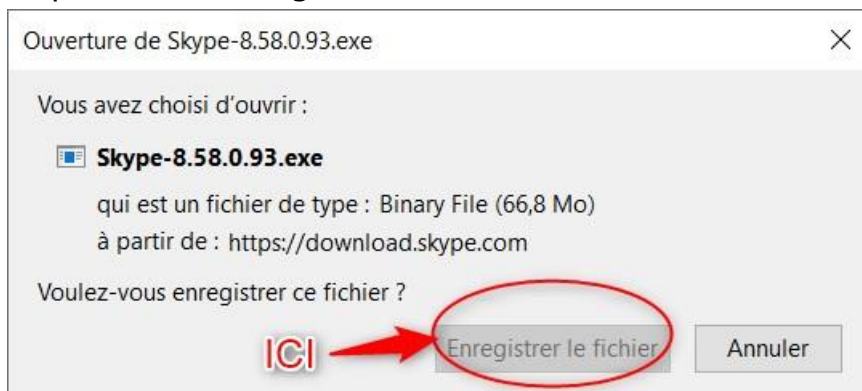 Ouverture de Skype-8.58.0.93.exe
Vous avez choisi d'ouvrir :
Skype-8.58.0.93.exe
qui est un fichier de type : Binary File (66,8 Mo)
à partir de : https://download.skype.com
Voulez-vous enregistrer ce fichier ?
ICI Enregistrer le fichier Annuler